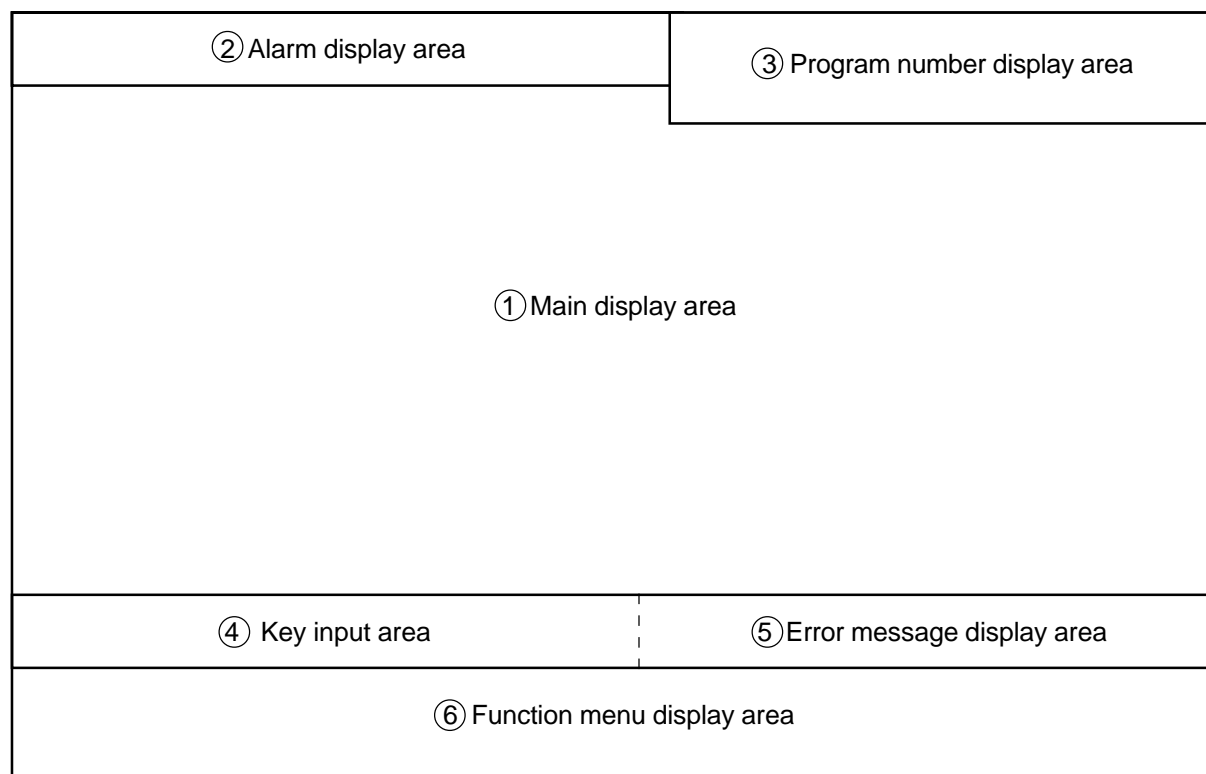 ② Alarm display area
③ Program number display area
① Main display area
④ Key input area
⑤ Error message display area
⑥ Function menu display area